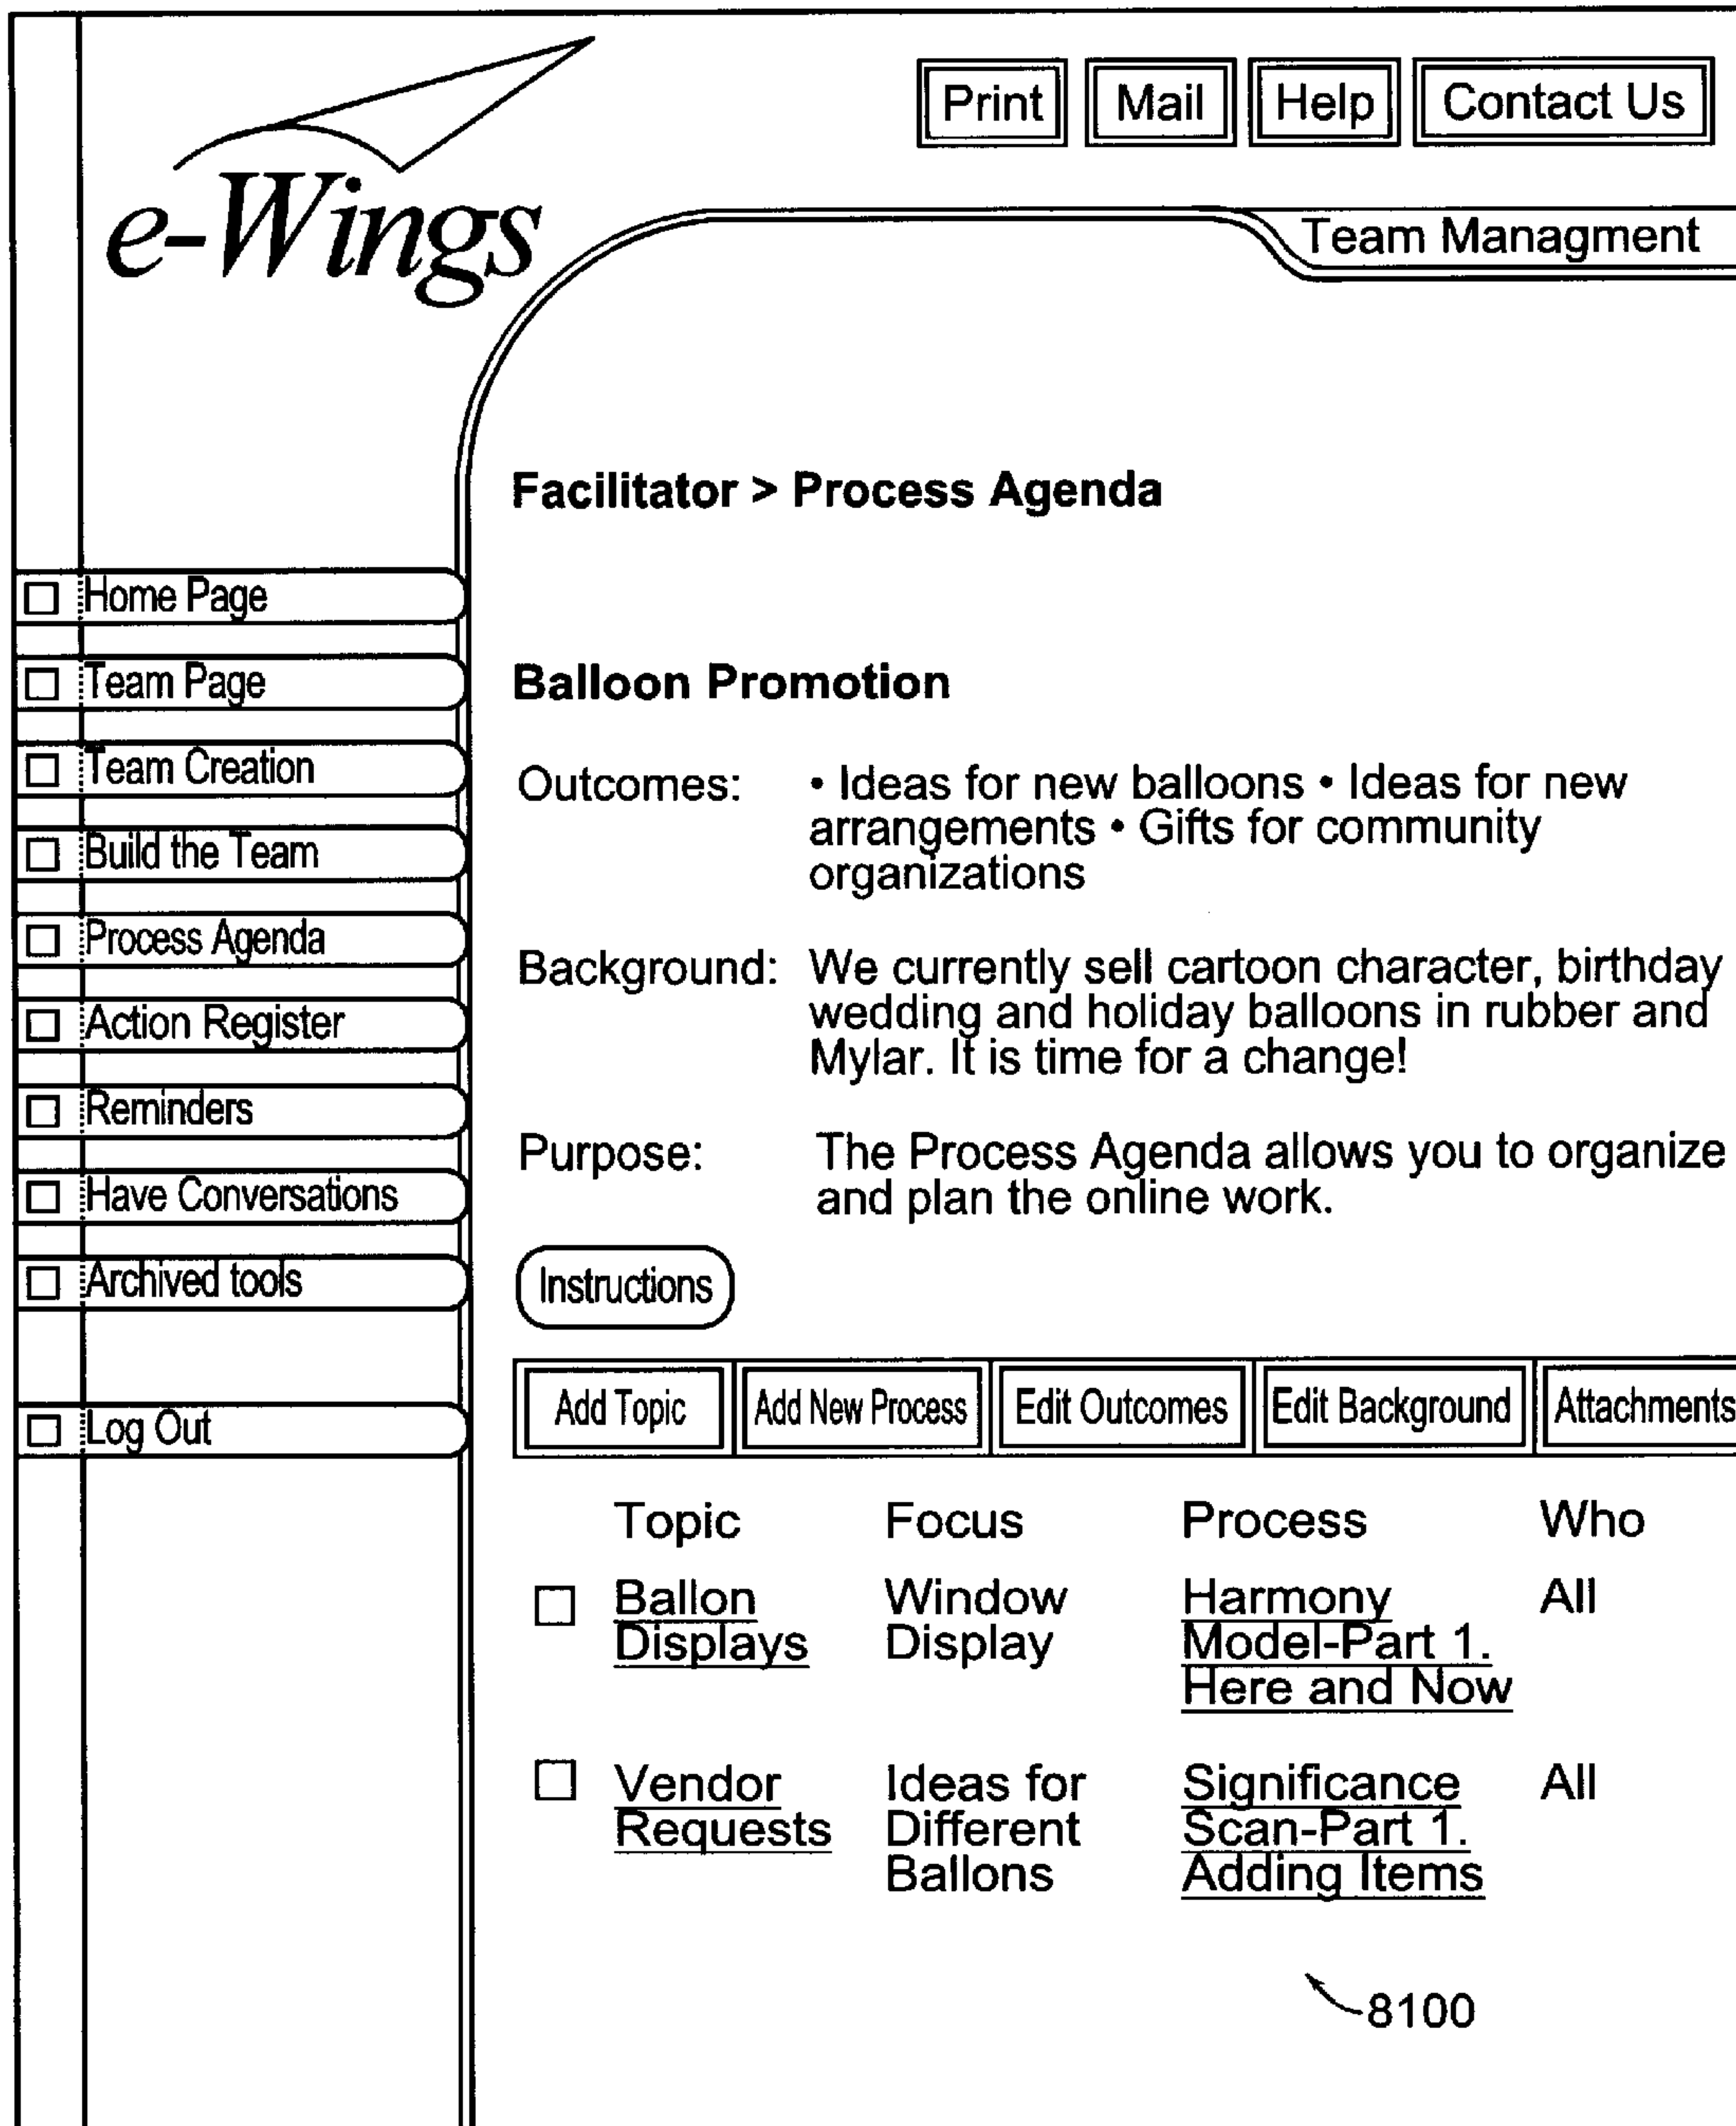 Print Mail Help Contact Us
e-Wings
Team Managment
Facilitator > Process Agenda
Home Page
Team Page
Team Creation
Build the Team
Process Agenda
Action Register
Reminders
Have Conversations
Archived tools
Log Out
Balloon Promotion
Outcomes: • Ideas for new balloons • Ideas for new
arrangements • Gifts for community
organizations
Background: We currently sell cartoon character, birthday
wedding and holiday balloons in rubber and
Mylar. It is time for a change!
Purpose: The Process Agenda allows you to organize
and plan the online work.
Instructions
Add Topic Add New Process Edit Outcomes Edit Background Attachments
Topic Focus Process Who
Ballon Window Harmony All
Displays Display Model-Part 1.
Here and Now
Vendor Ideas for Significance All
Requests Different Scan-Part 1.
Ballons Adding Items
8100